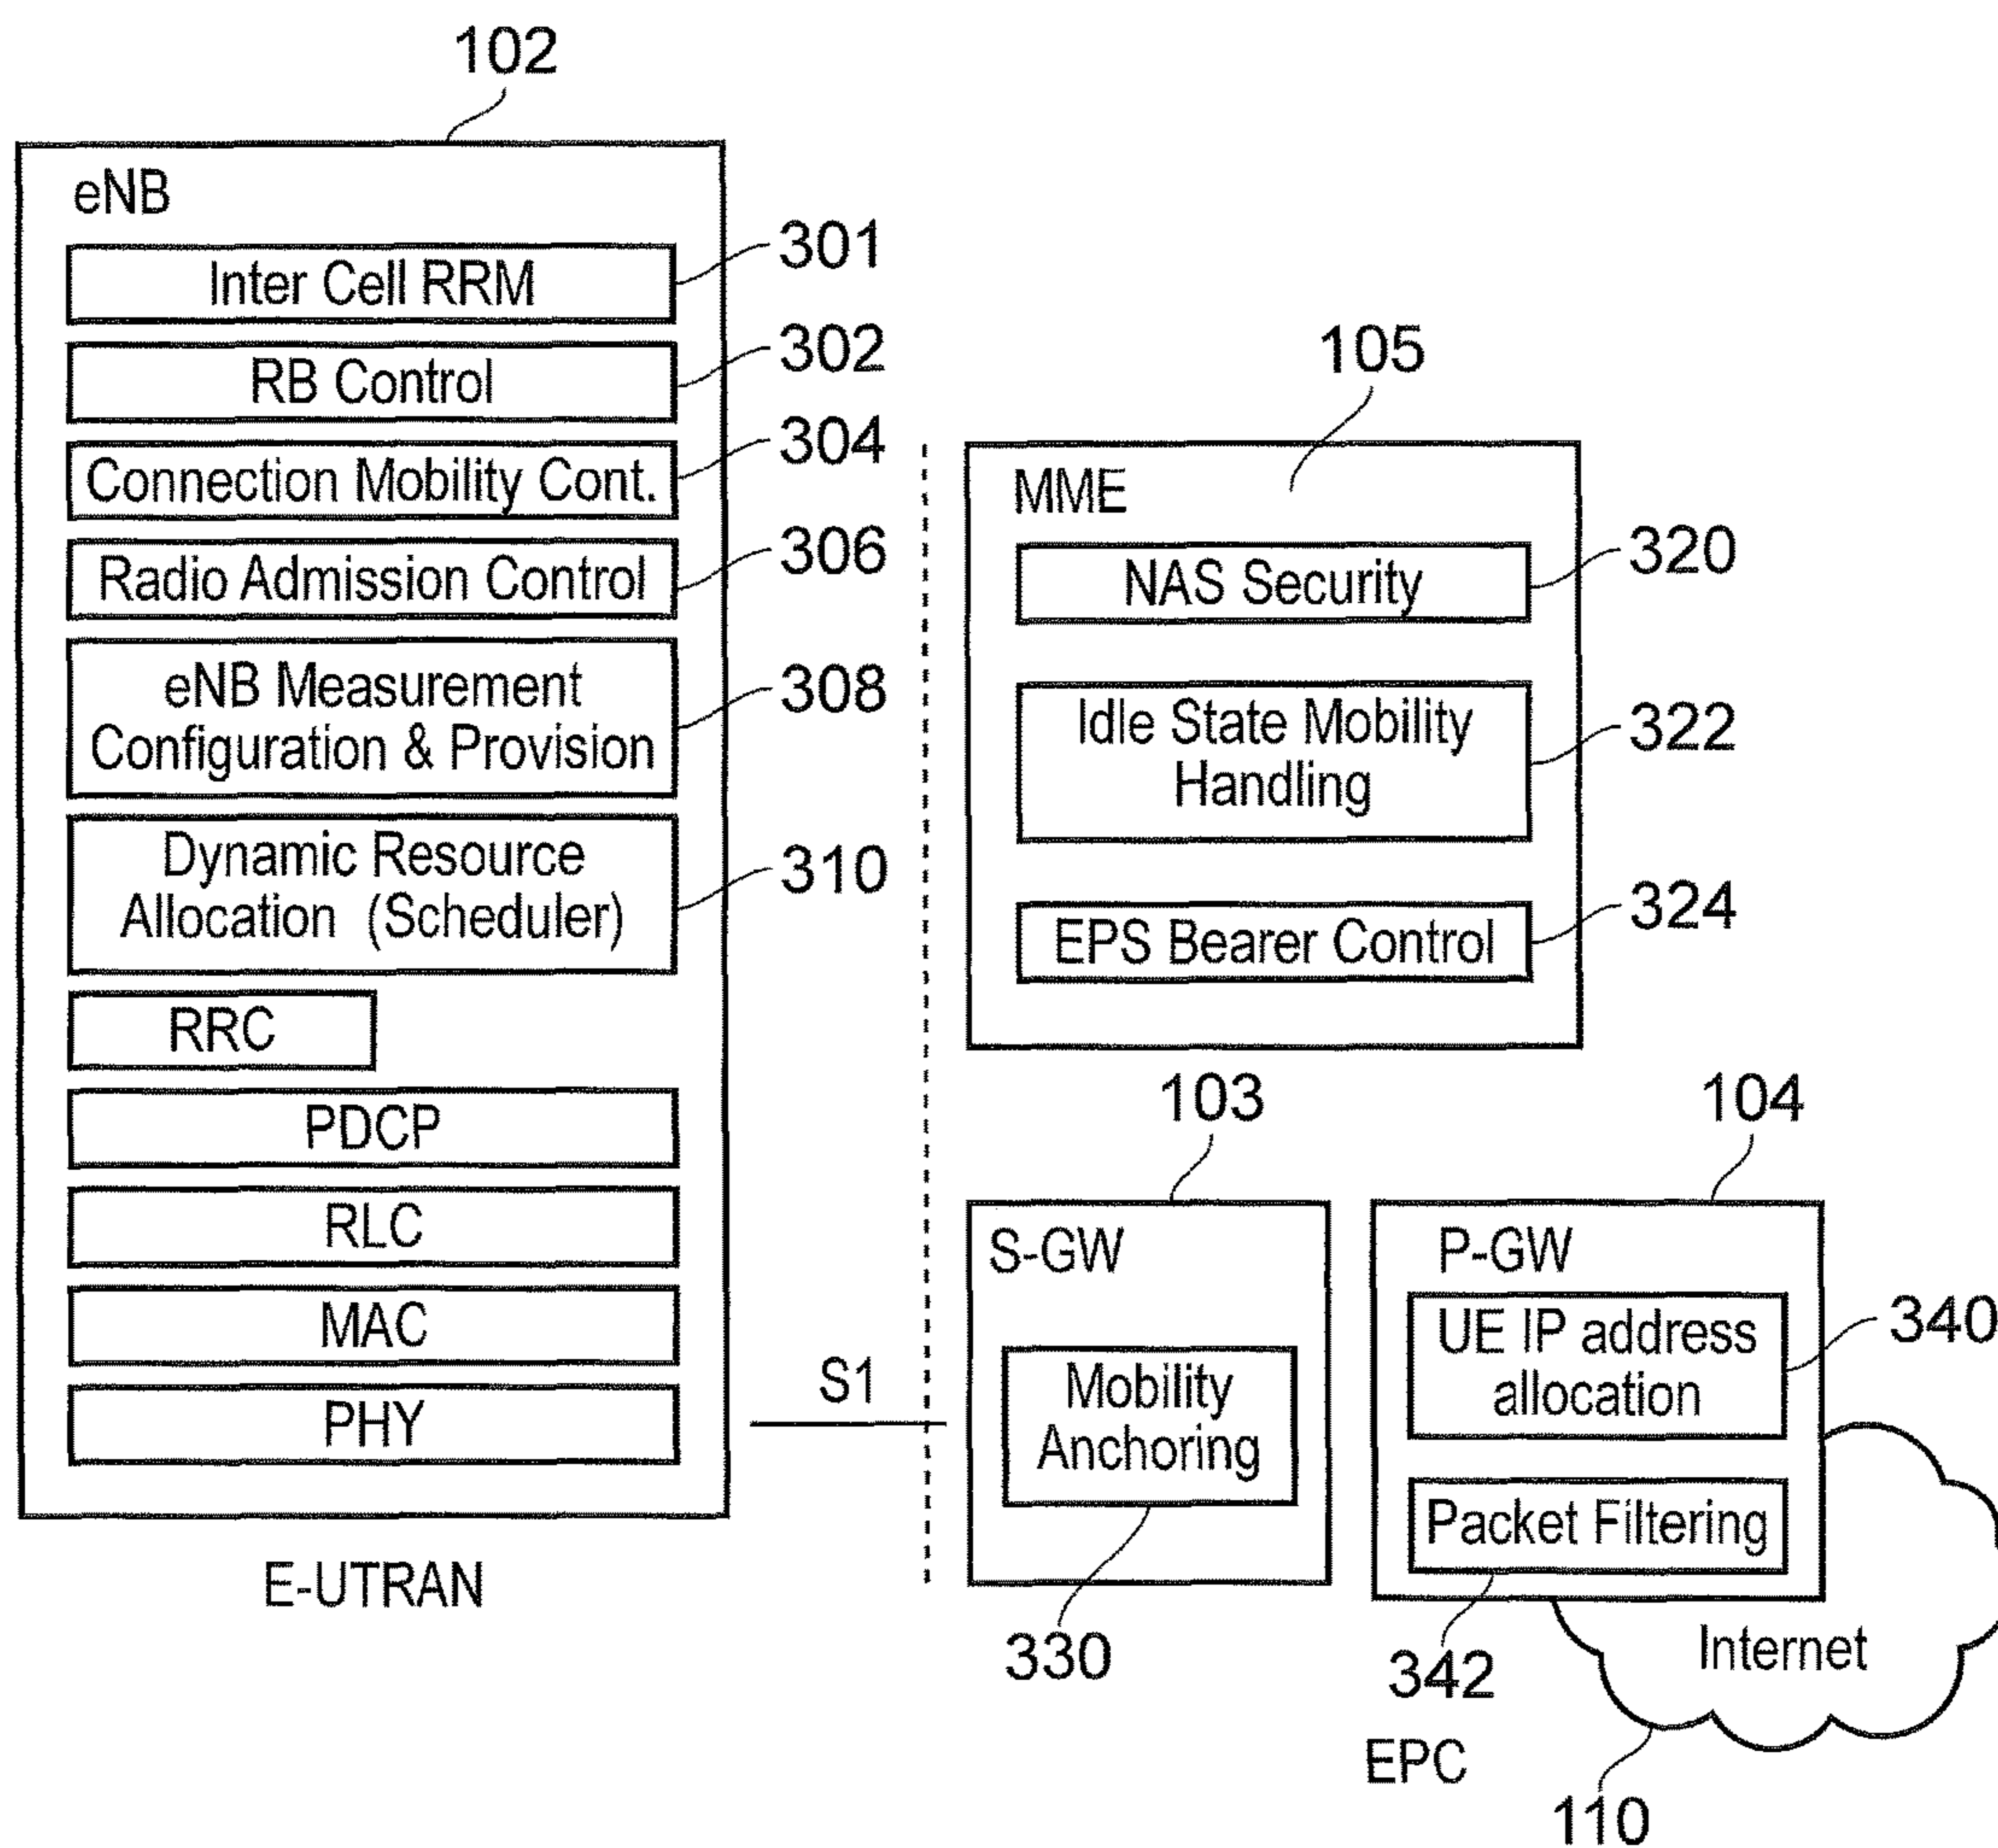 102
eNB
Inter Cell RRM
301
RB Control
302
Connection Mobility Cont.
304
Radio Admission Control
306
eNB Measurement
Configuration & Provision
308
Dynamic Resource
Allocation (Scheduler)
310
RRC
PDCP
RLC
MAC
PHY
E-UTRAN
S1
105
MME
NAS Security
320
Idle State Mobility
Handling
322
EPS Bearer Control
324
103
S-GW
Mobility
Anchoring
330
104
P-GW
UE IP address
allocation
340
Packet Filtering
342
Internet
EPC
110